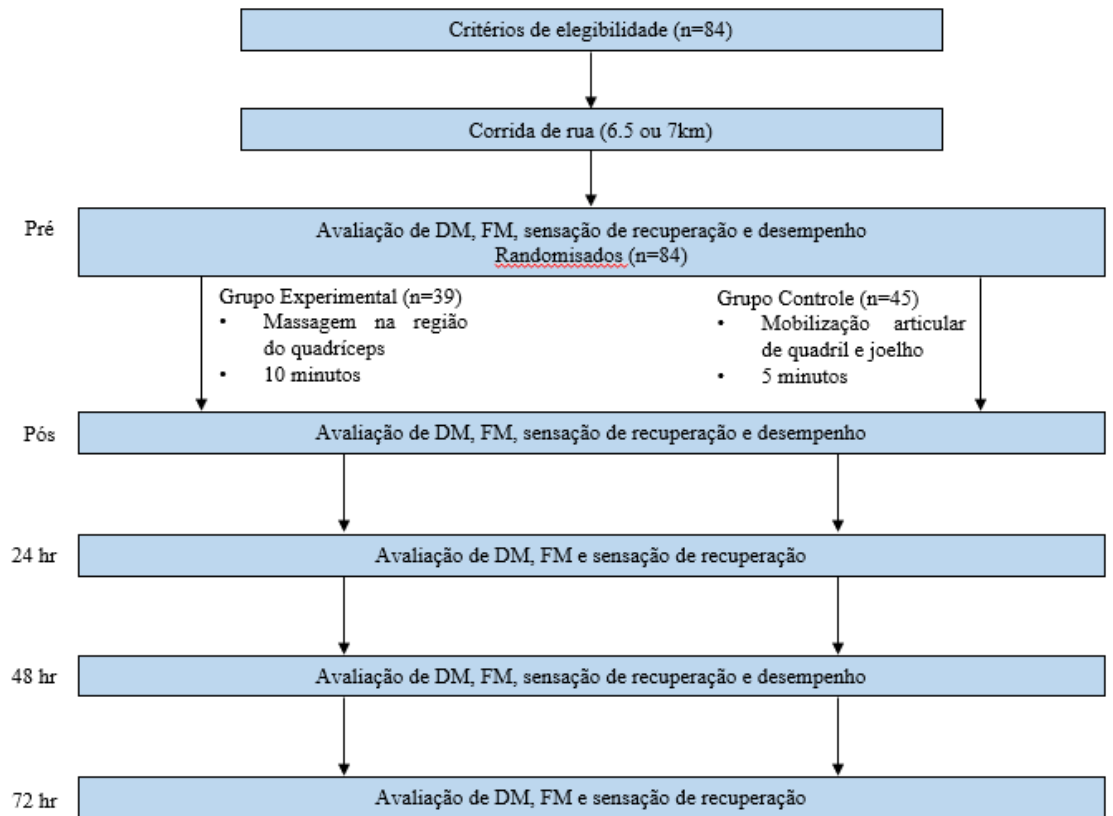 Critérios de elegibilidade (n=84)
Corrida de rua (6.5 ou 7km)
Pré
Avaliação de DM, FM, sensação de recuperação e desempenho
Randomisados (n=84)
Grupo Experimental (n=39)
• Massagem na região
do quadríceps
• 10 minutos
Grupo Controle (n=45)
• Mobilização articular
de quadril e joelho
• 5 minutos
Pós
Avaliação de DM, FM, sensação de recuperação e desempenho
24 hr
Avaliação de DM, FM e sensação de recuperação
48 hr
Avaliação de DM, FM, sensação de recuperação e desempenho
72 hr
Avaliação de DM, FM e sensação de recuperação